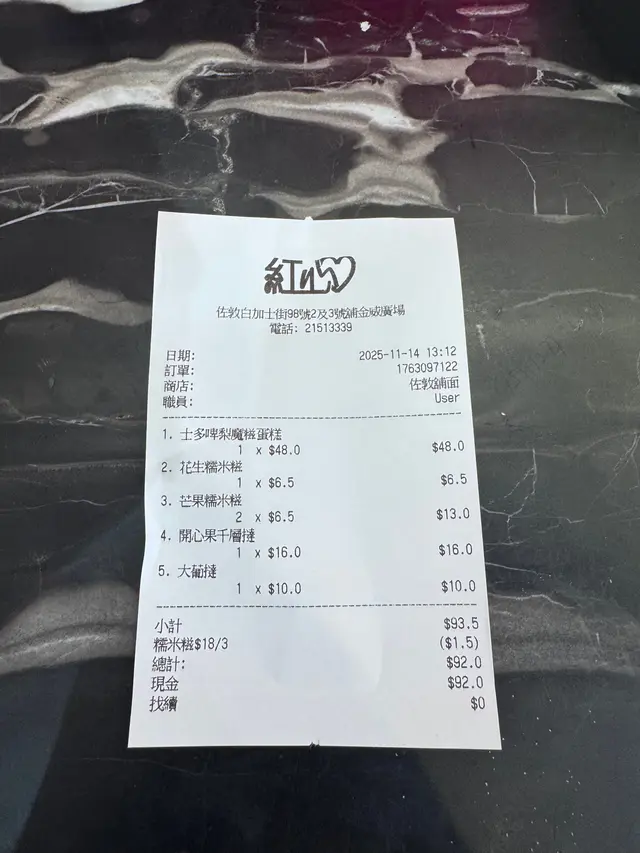 紅心
佐敦白加士街98號2及3號舖金威廣場
電話: 21513339
日期: 2025-11-14 13:12
訂單: 1763097122
商店: 佐敦舖面
職員: User
1. 士多啤梨魔糍蛋糕
1 x $48.0 $48.0
2. 花生糯米糍
1 x $6.5 $6.5
3. 芒果糯米糍
2 x $6.5 $13.0
4. 開心果千層撻
1 x $16.0 $16.0
5. 大葡撻
1 x $10.0 $10.0
小計 $93.5
糯米糍$18/3 ($1.5)
總計: $92.0
現金 $92.0
找續 $0